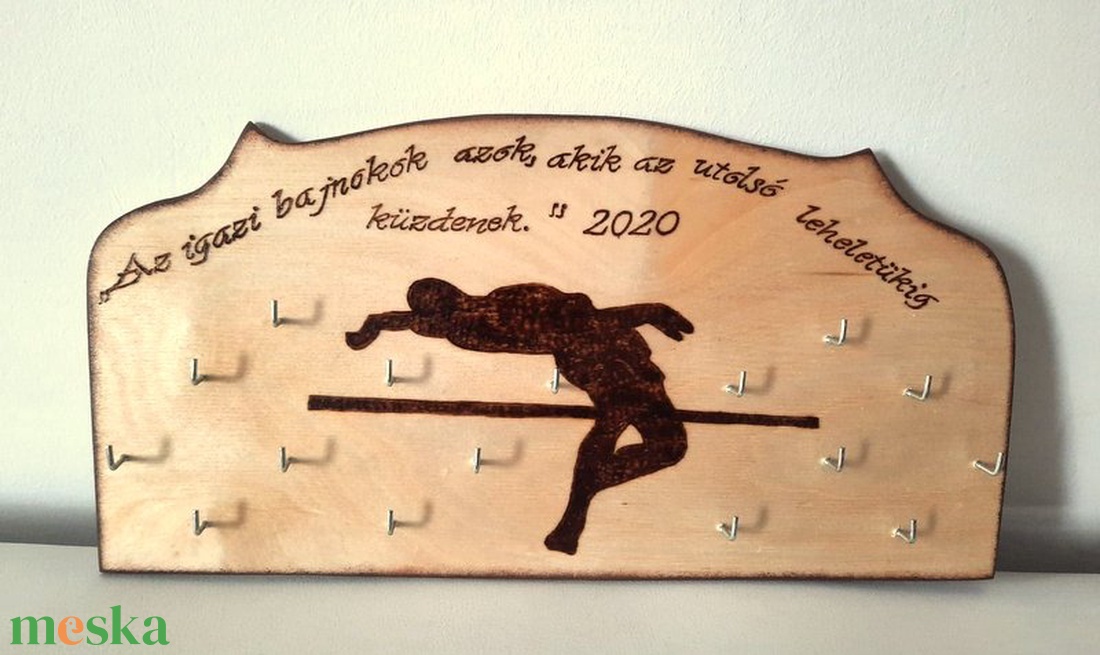 „Az igazi bajnokok azok, akik az utolsó leheletükig
küzdenek." 2020
meska